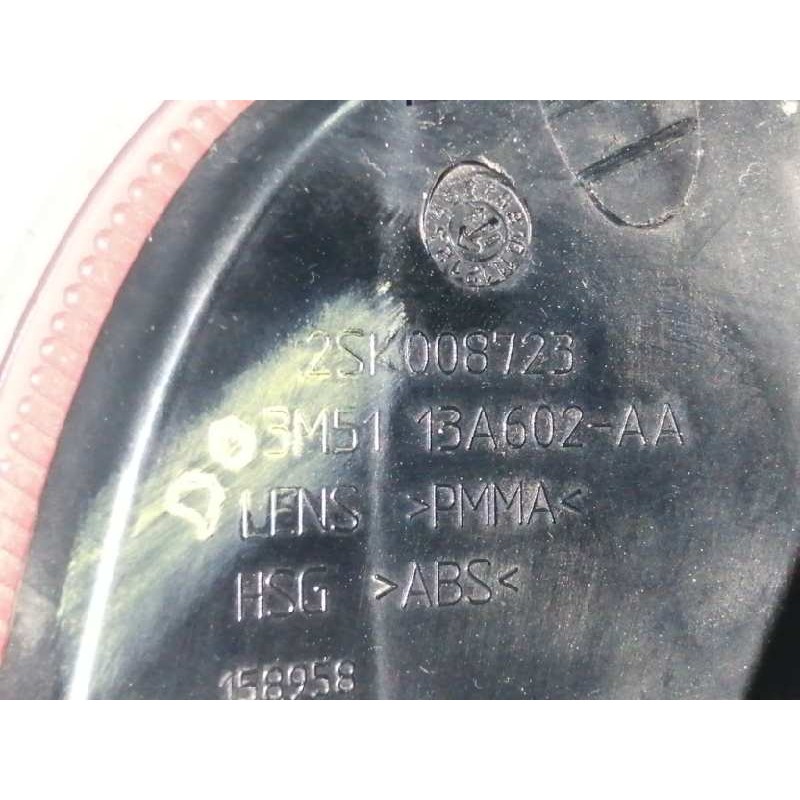 2SK008723
3M51 13A602-AA
LENS >PMMA<
HSG >ABS<
158958